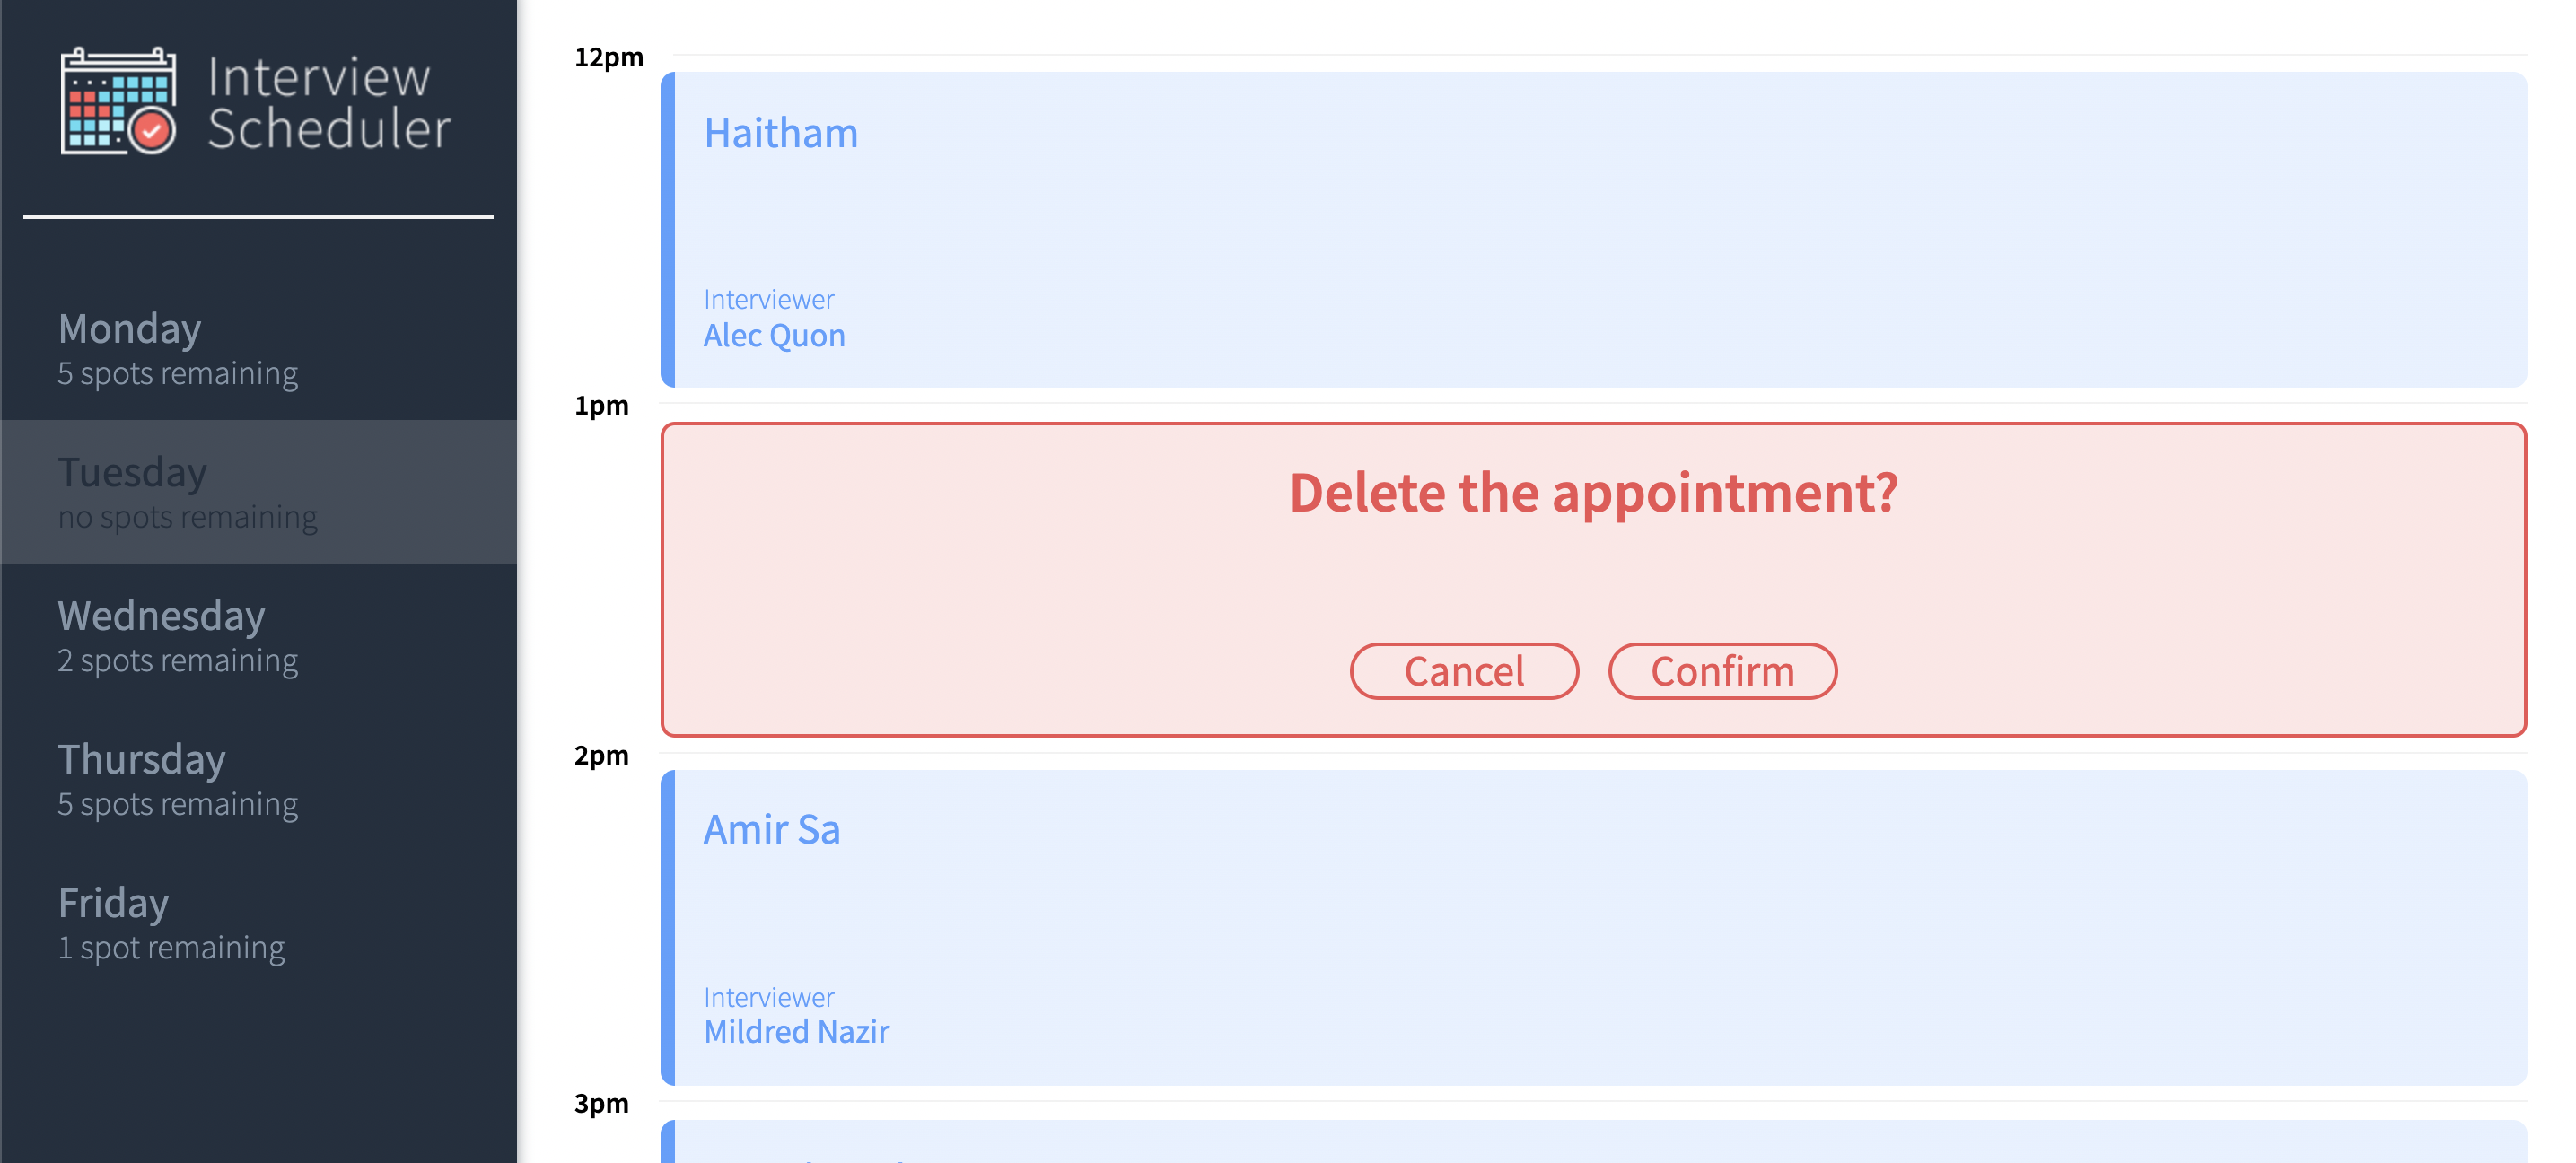 Interview
Scheduler
Monday
5 spots remaining
Tuesday
no spots remaining
Wednesday
2 spots remaining
Thursday
5 spots remaining
Friday
1 spot remaining
12pm
Haitham
Interviewer
Alec Quon
1pm
Delete the appointment?
Cancel Confirm
2pm
Amir Sa
Interviewer
Mildred Nazir
3pm